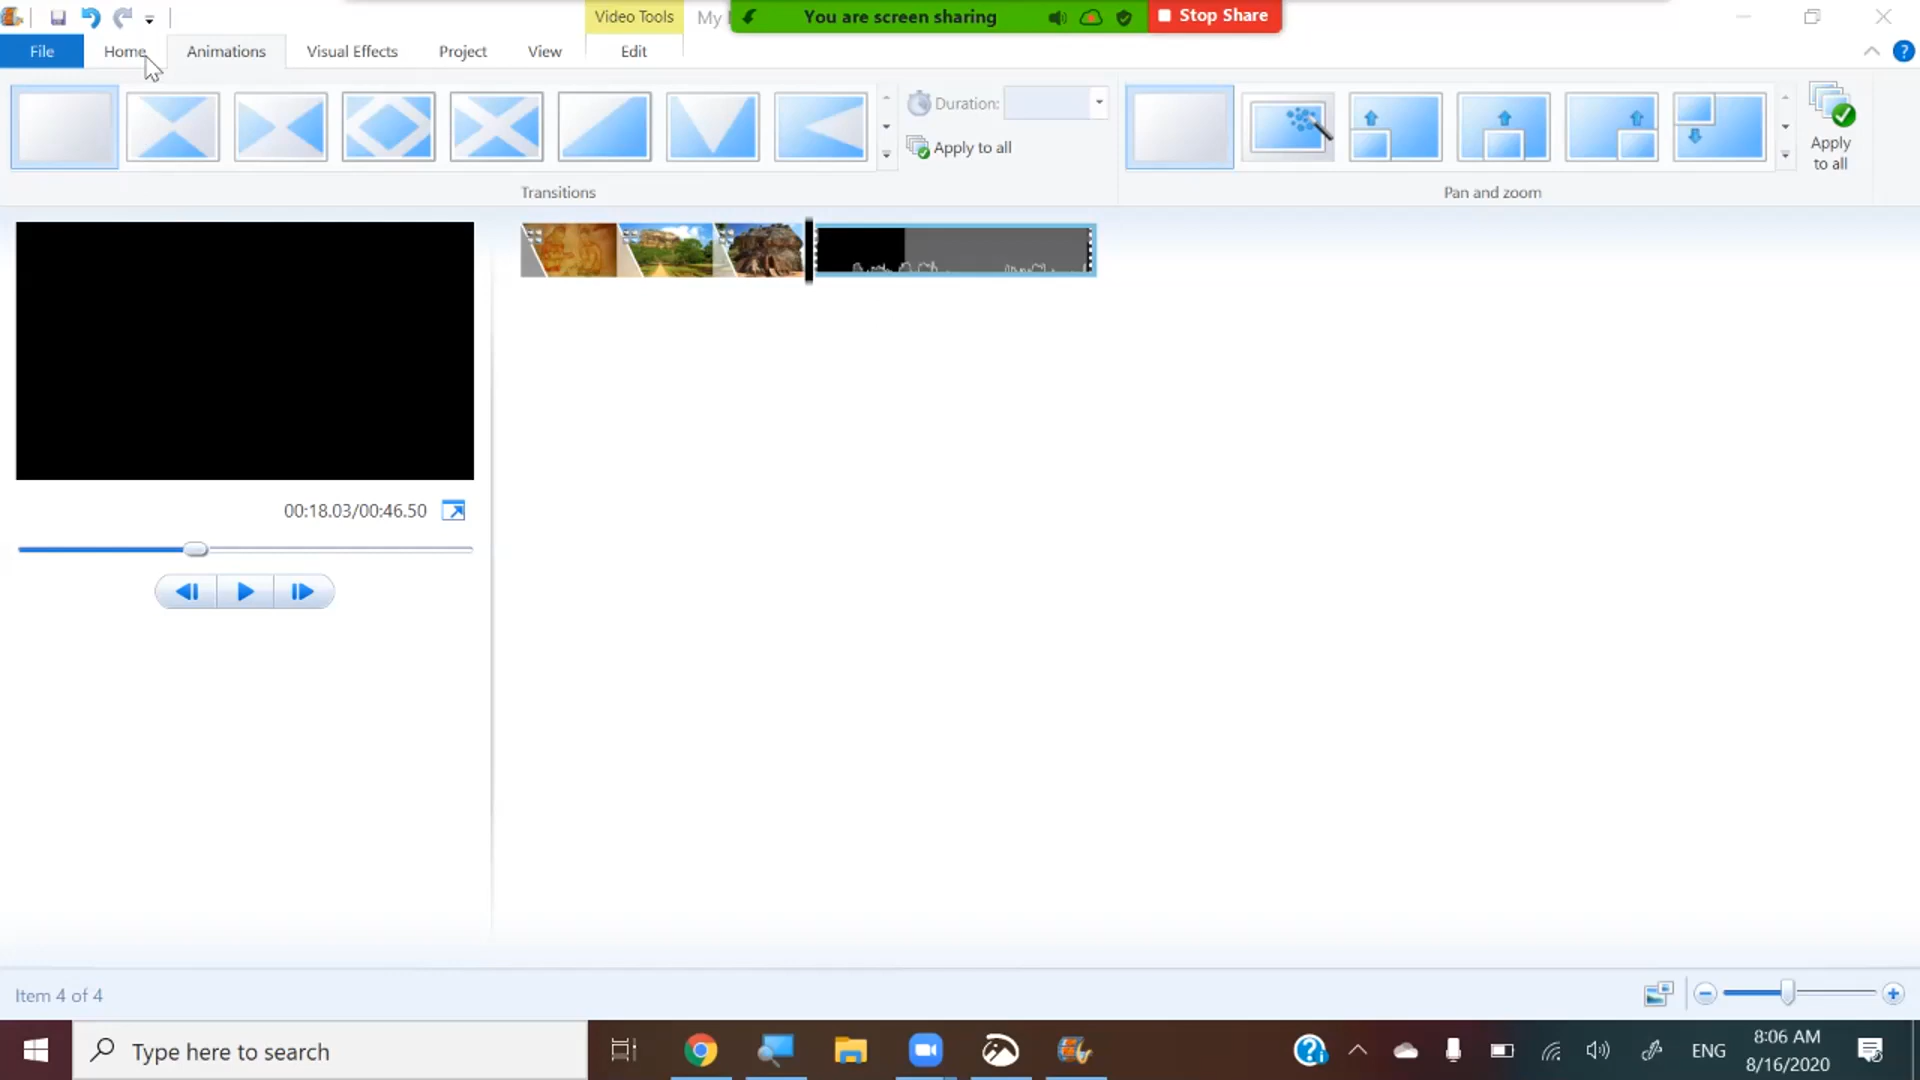 Video Tools
My
You are screen sharing
Stop Share
File
Home
Animations
Visual Effects
Project
View
Edit
Duration:
Apply to all
Apply
to all
Transitions
Pan and zoom
00:18.03/00:46.50
Item 4 of 4
Type here to search
ENG
8:06 AM
8/16/2020